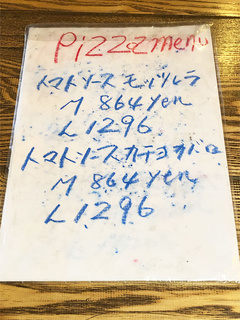 Pizzz menu
トマトソース モッツァレラ
M 864 yen
L 1296
トマトソース カチョカバロ
M 864 yen
L 1296